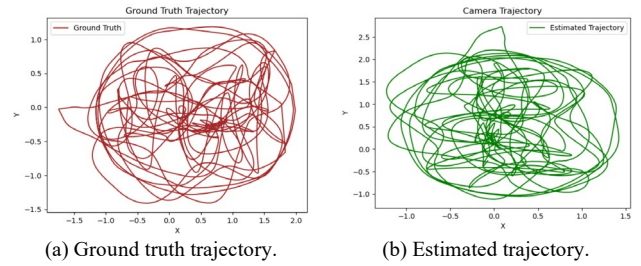 Ground Truth Trajectory
Ground Truth
1.0
0.5
0.0
−0.5
−1.0
−1.5
Y
−1.5
−1.0
−0.5
0.0
0.5
1.0
1.5
2.0
X
(a) Ground truth trajectory.
Camera Trajectory
Estimated Trajectory
2.5
2.0
1.5
1.0
0.5
0.0
−0.5
−1.0
Y
−1.0
−0.5
0.0
0.5
1.0
1.5
X
(b) Estimated trajectory.